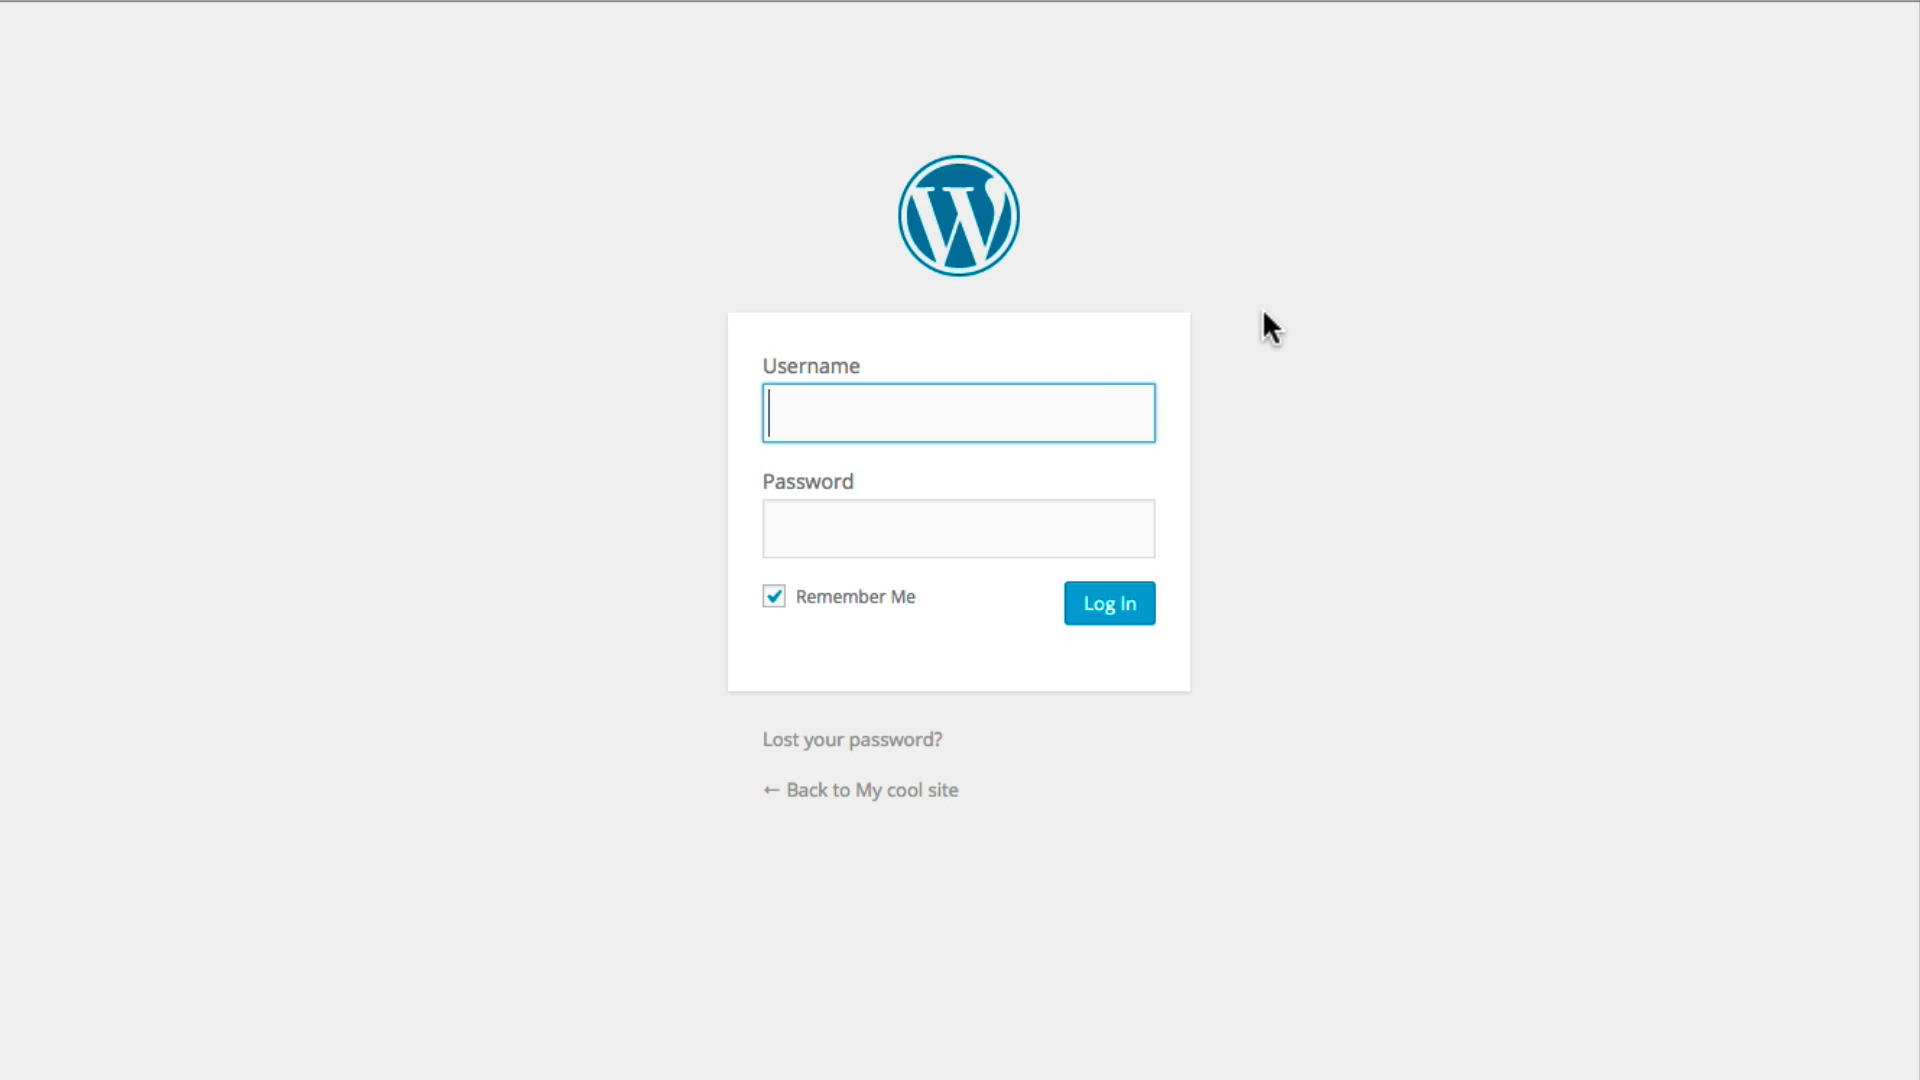 Username
Password
Remember Me
Log In
Lost your password?
← Back to My cool site